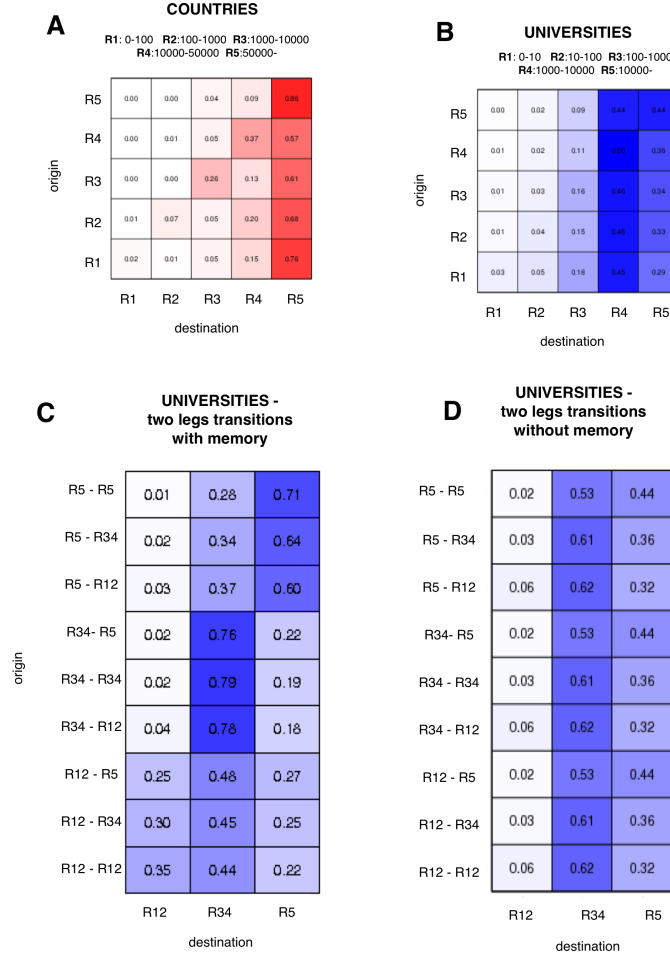 A
COUNTRIES
R1: 0-100 R2:100-1000 R3:1000-10000
R4:10000-50000 R5:50000-
origin
R5 0.00 0.00 0.04 0.09 0.86
R4 0.00 0.01 0.05 0.37 0.57
R3 0.00 0.00 0.26 0.13 0.61
R2 0.01 0.07 0.05 0.20 0.68
R1 0.02 0.01 0.05 0.15 0.76
R1 R2 R3 R4 R5
destination
B
UNIVERSITIES
R1: 0-10 R2:10-100 R3:100-1000
R4:1000-10000 R5:10000-
origin
R5 0.00 0.02 0.09 0.44 0.44
R4 0.01 0.02 0.11 0.36
R3 0.01 0.03 0.16 0.46 0.34
R2 0.01 0.04 0.15 0.46 0.33
R1 0.03 0.05 0.18 0.45 0.29
R1 R2 R3 R4 R5
destination
C
UNIVERSITIES -
two legs transitions
with memory
origin
R5 - R5 0.01 0.28 0.71
R5 - R34 0.02 0.34 0.64
R5 - R12 0.03 0.37 0.60
R34- R5 0.02 0.76 0.22
R34 - R34 0.02 0.79 0.19
R34 - R12 0.04 0.78 0.18
R12 - R5 0.25 0.48 0.27
R12 - R34 0.30 0.45 0.25
R12 - R12 0.35 0.44 0.22
R12 R34 R5
destination
D
UNIVERSITIES -
two legs transitions
without memory
R5 - R5 0.02 0.53 0.44
R5 - R34 0.03 0.61 0.36
R5 - R12 0.06 0.62 0.32
R34- R5 0.02 0.53 0.44
R34 - R34 0.03 0.61 0.36
R34 - R12 0.06 0.62 0.32
R12 - R5 0.02 0.53 0.44
R12 - R34 0.03 0.61 0.36
R12 - R12 0.06 0.62 0.32
R12 R34 R5
destination